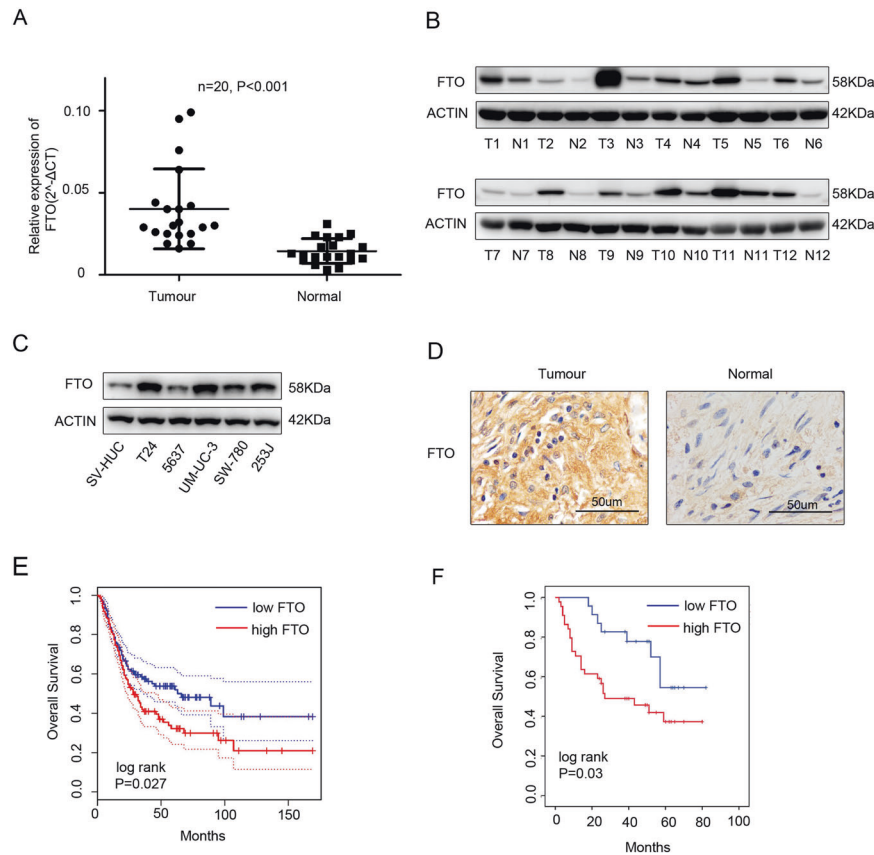 A
n=20, P<0.001
Relative expression of
FTO(2^-ΔCT)
0.10
0.05
0
Tumour Normal
B
FTO 58KDa
ACTIN 42KDa
T1 N1 T2 N2 T3 N3 T4 N4 T5 N5 T6 N6
FTO 58KDa
ACTIN 42KDa
T7 N7 T8 N8 T9 N9 T10 N10 T11 N11 T12 N12
C
FTO 58KDa
ACTIN 42KDa
SV-HUC T24 5637 UM-UC-3 SW-780 253J
D
Tumour Normal
FTO
50um 50um
E
Overall Survival
1.0
0.8
0.6
0.4
0.2
0.0
low FTO
high FTO
log rank
P=0.027
0 50 100 150
Months
F
Overall Survival
1.0
0.8
0.6
0.4
0.2
0.0
low FTO
high FTO
log rank
P=0.03
0 20 40 60 80 100
Months